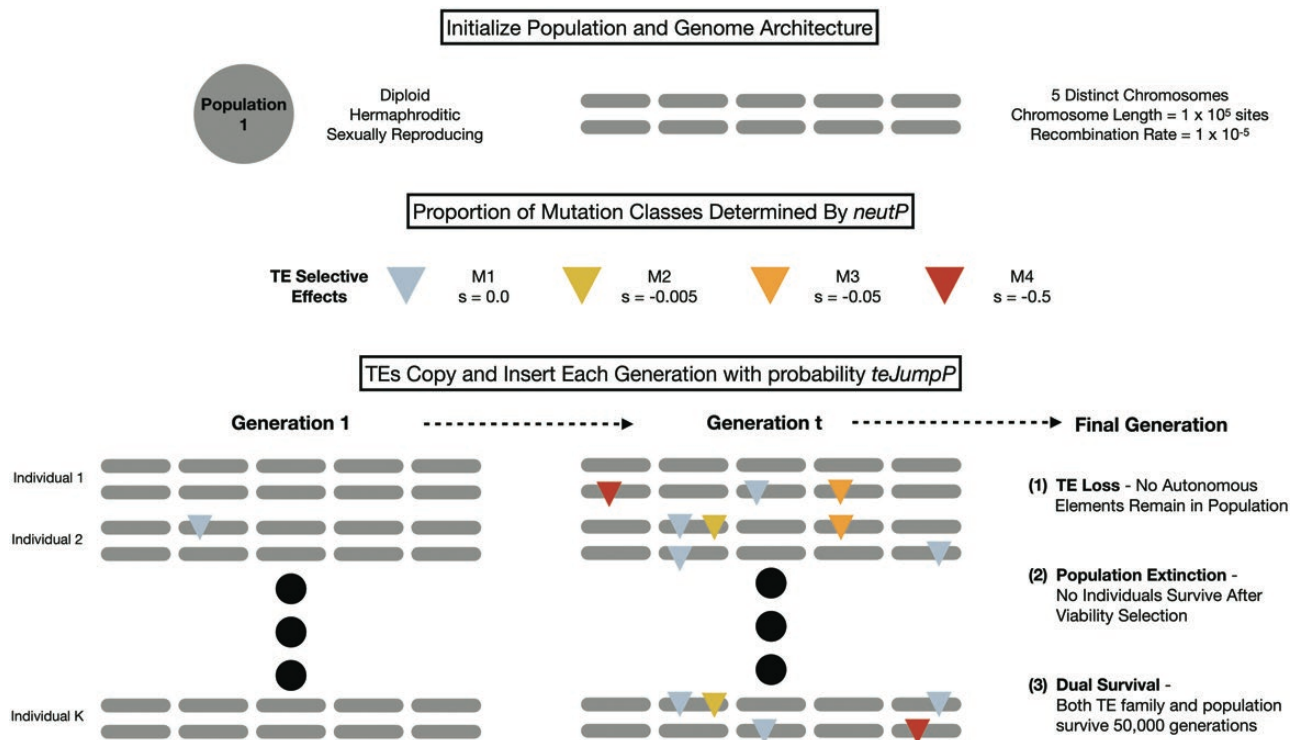 Initialize Population and Genome Architecture
Population
1
Diploid
Hermaphroditic
Sexually Reproducing
5 Distinct Chromosomes
Chromosome Length = 1 x 10⁵ sites
Recombination Rate = 1 x 10⁻⁵
Proportion of Mutation Classes Determined By neutP
TE Selective
Effects
M1
s = 0.0
M2
s = -0.005
M3
s = -0.05
M4
s = -0.5
TEs Copy and Insert Each Generation with probability teJumpP
Generation 1
Generation t
Final Generation
Individual 1
Individual 2
Individual K
(1) TE Loss - No Autonomous
Elements Remain in Population
(2) Population Extinction -
No Individuals Survive After
Viability Selection
(3) Dual Survival -
Both TE family and population
survive 50,000 generations